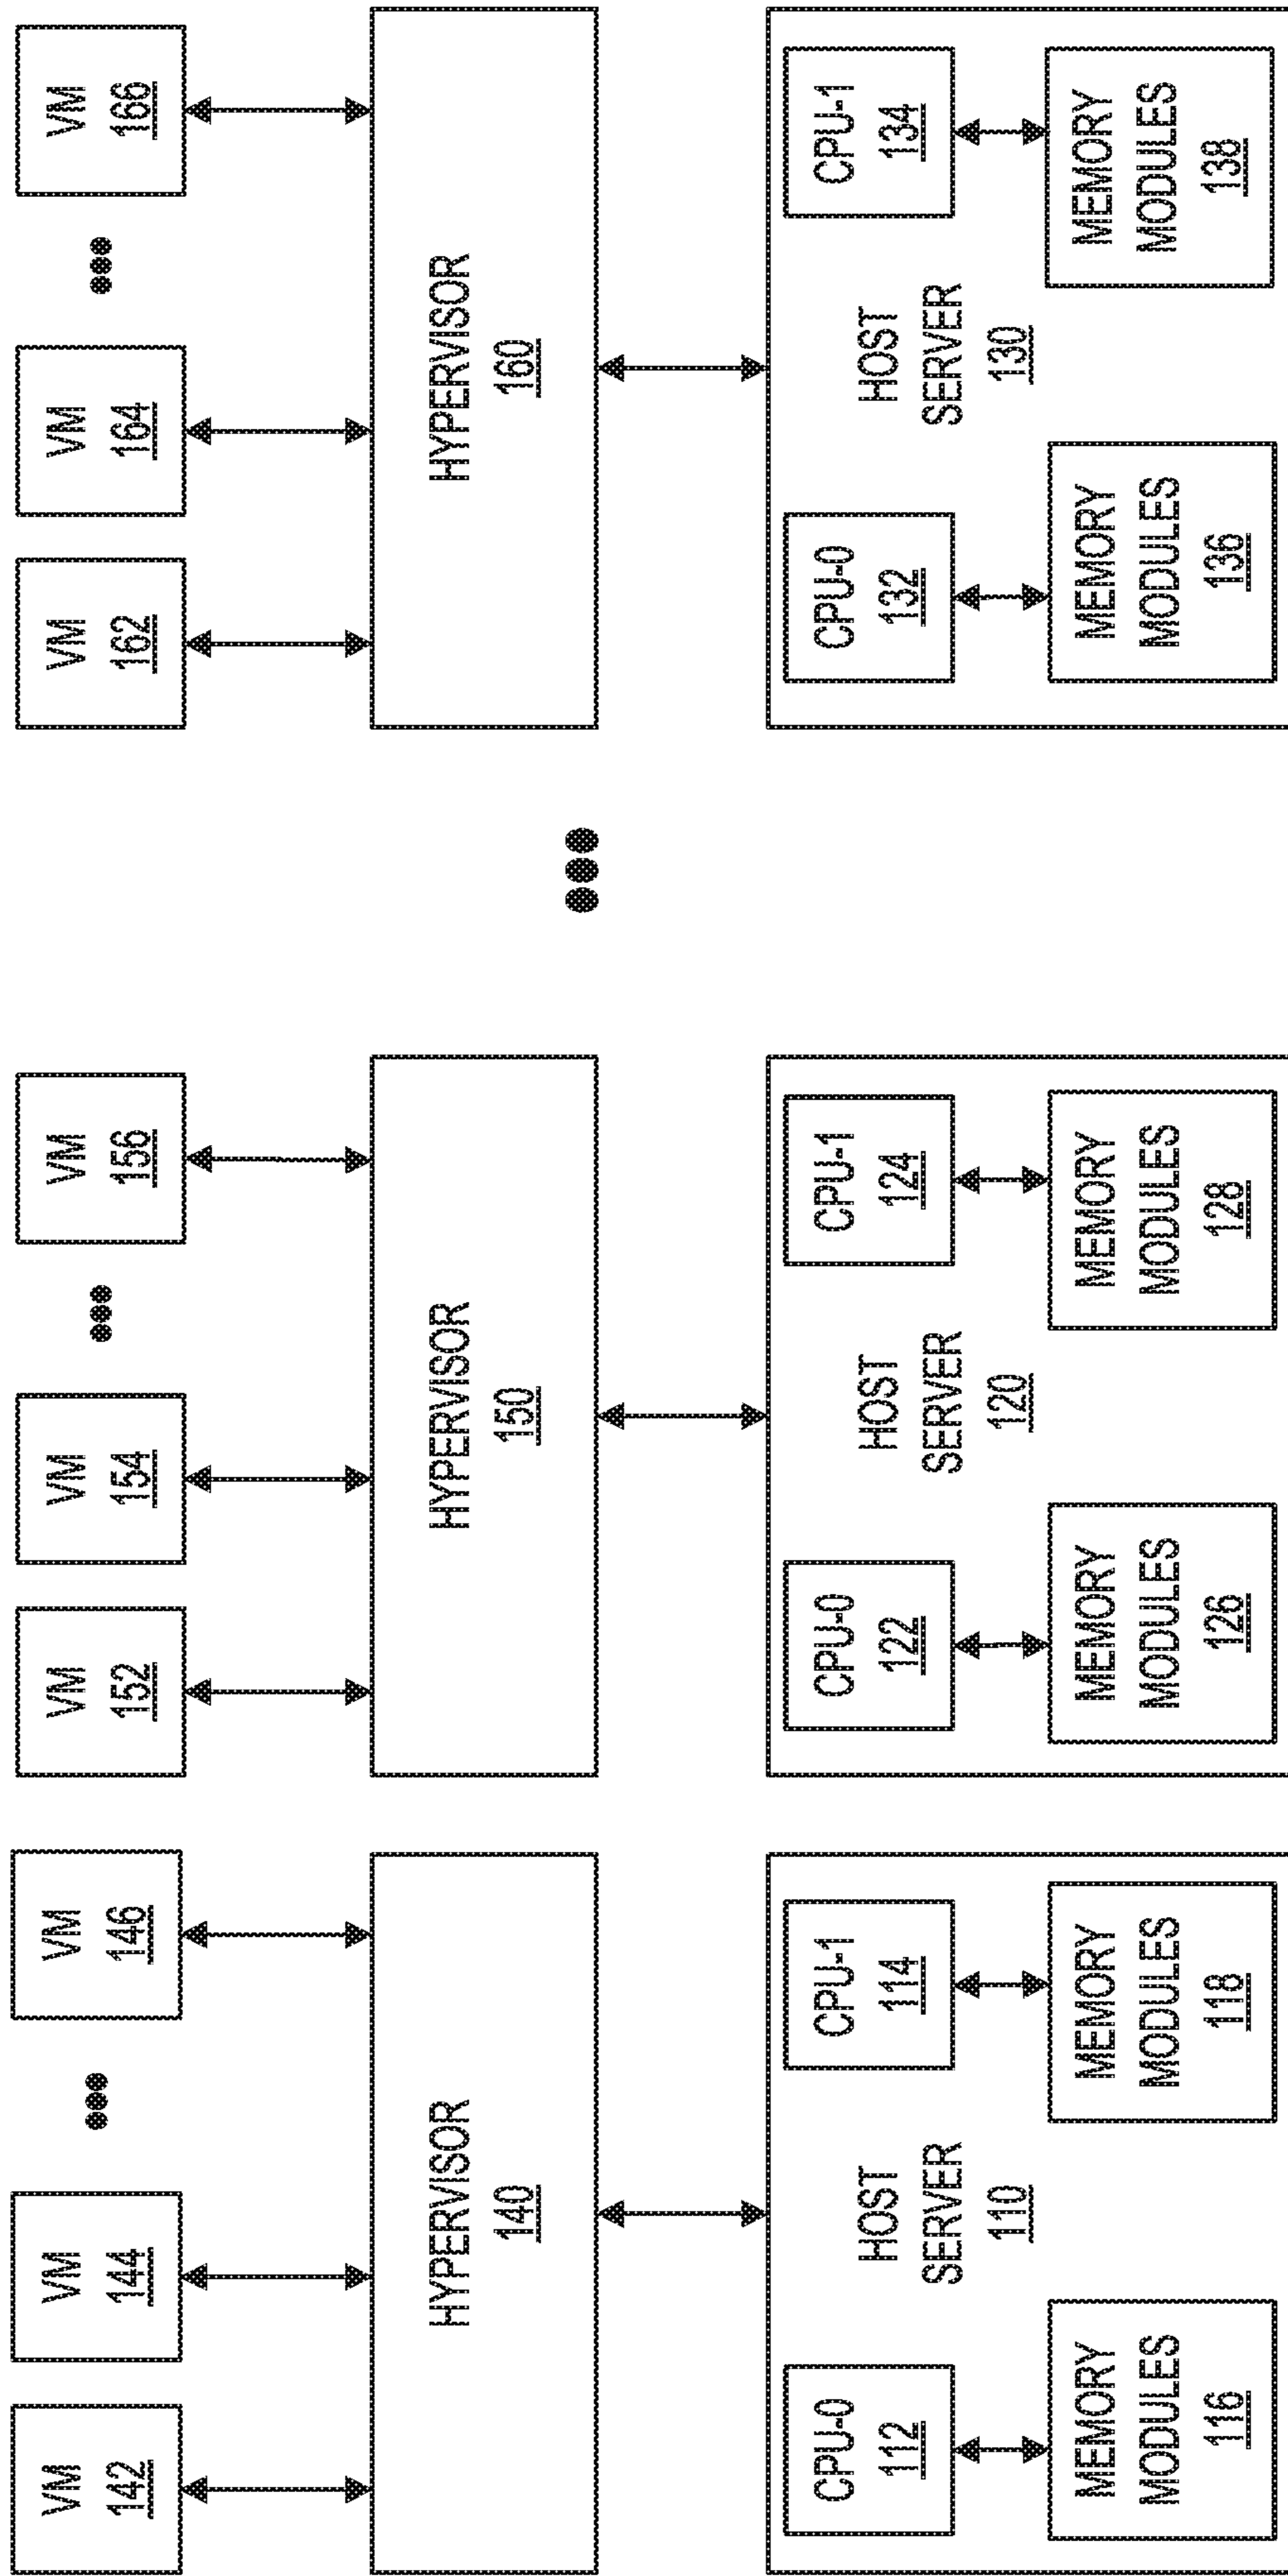 VM
142
VM
144
•••
VM
146
VM
152
VM
154
•••
VM
156
VM
162
VM
164
•••
VM
166
HYPERVISOR
140
HYPERVISOR
150
•••
HYPERVISOR
160
CPU-0
112
HOST
SERVER
110
CPU-1
114
MEMORY
MODULES
116
MEMORY
MODULES
118
CPU-0
122
HOST
SERVER
120
CPU-1
124
MEMORY
MODULES
126
MEMORY
MODULES
128
CPU-0
132
HOST
SERVER
130
CPU-1
134
MEMORY
MODULES
136
MEMORY
MODULES
138